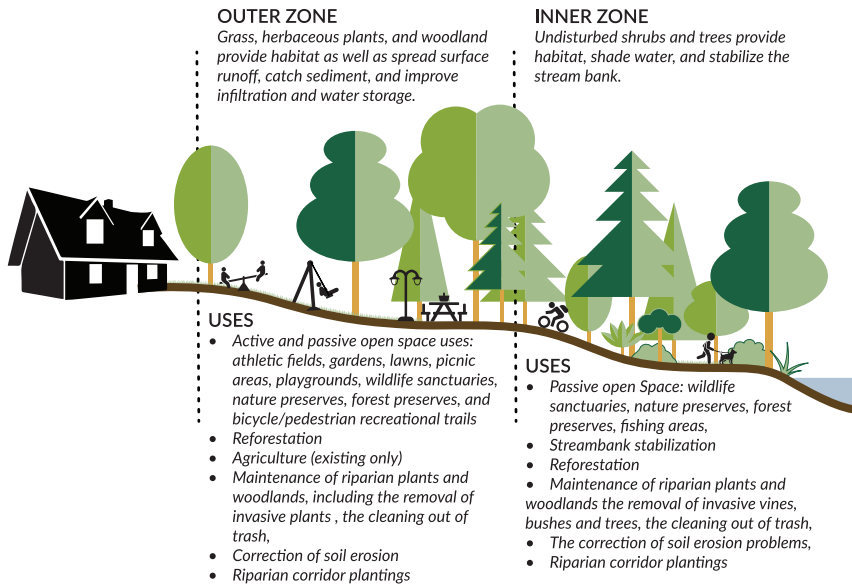 OUTER ZONE
Grass, herbaceous plants, and woodland
provide habitat as well as spread surface
runoff, catch sediment, and improve
infiltration and water storage.
INNER ZONE
Undisturbed shrubs and trees provide
habitat, shade water, and stabilize the
stream bank.
USES
• Active and passive open space uses:
athletic fields, gardens, lawns, picnic
areas, playgrounds, wildlife sanctuaries,
nature preserves, forest preserves, and
bicycle/pedestrian recreational trails
• Reforestation
• Agriculture (existing only)
• Maintenance of riparian plants and
woodlands, including the removal of
invasive plants , the cleaning out of
trash,
• Correction of soil erosion
• Riparian corridor plantings
USES
• Passive open Space: wildlife
sanctuaries, nature preserves, forest
preserves, fishing areas,
• Streambank stabilization
• Reforestation
• Maintenance of riparian plants and
woodlands the removal of invasive vines,
bushes and trees, the cleaning out of trash,
• The correction of soil erosion problems,
• Riparian corridor plantings